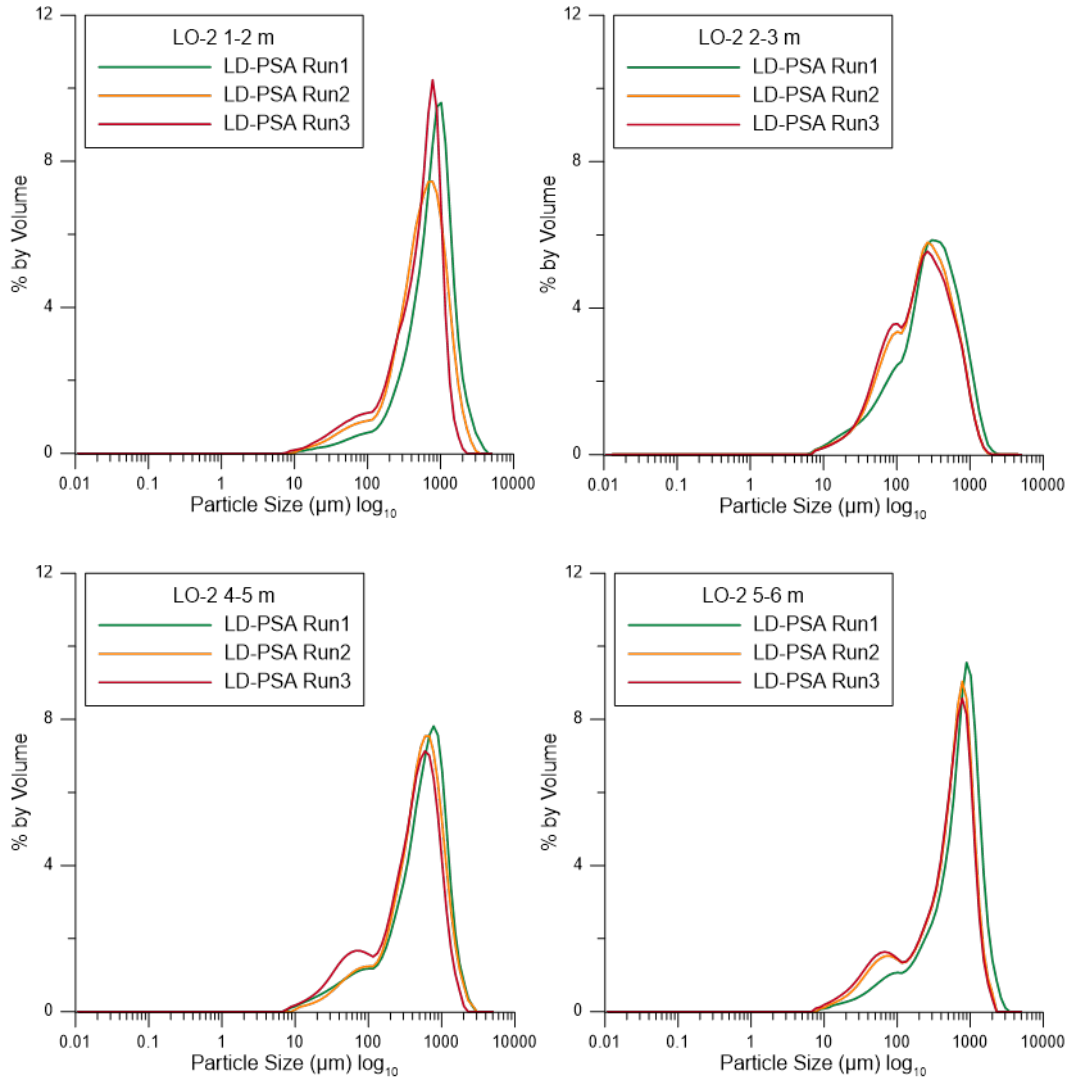 12
8
4
0
% by Volume
LO-2 1-2 m
LD-PSA Run1
LD-PSA Run2
LD-PSA Run3
0.01 0.1 1 10 100 1000 10000
Particle Size (µm) log₁₀
12
8
4
0
% by Volume
LO-2 2-3 m
LD-PSA Run1
LD-PSA Run2
LD-PSA Run3
0.01 0.1 1 10 100 1000 10000
Particle Size (µm) log₁₀
12
8
4
0
% by Volume
LO-2 4-5 m
LD-PSA Run1
LD-PSA Run2
LD-PSA Run3
0.01 0.1 1 10 100 1000 10000
Particle Size (µm) log₁₀
12
8
4
0
% by Volume
LO-2 5-6 m
LD-PSA Run1
LD-PSA Run2
LD-PSA Run3
0.01 0.1 1 10 100 1000 10000
Particle Size (µm) log₁₀